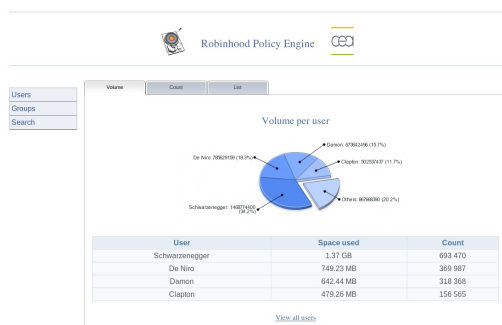 Robinhood Policy Engine
cea
Users
Groups
Search
Volume
Count
List
Volume per user
Damon: 673642496 (15.7%)
De Niro: 785629159 (18.3%)
Clapton: 502537437 (11.7%)
Others: 867666090 (20.2%)
Schwarzenegger: 1468774400
(34.2%)
User Space used Count
Schwarzenegger 1.37 GB 693 470
De Niro 749.23 MB 369 987
Damon 642.44 MB 318 368
Clapton 479.26 MB 156 565
View all users